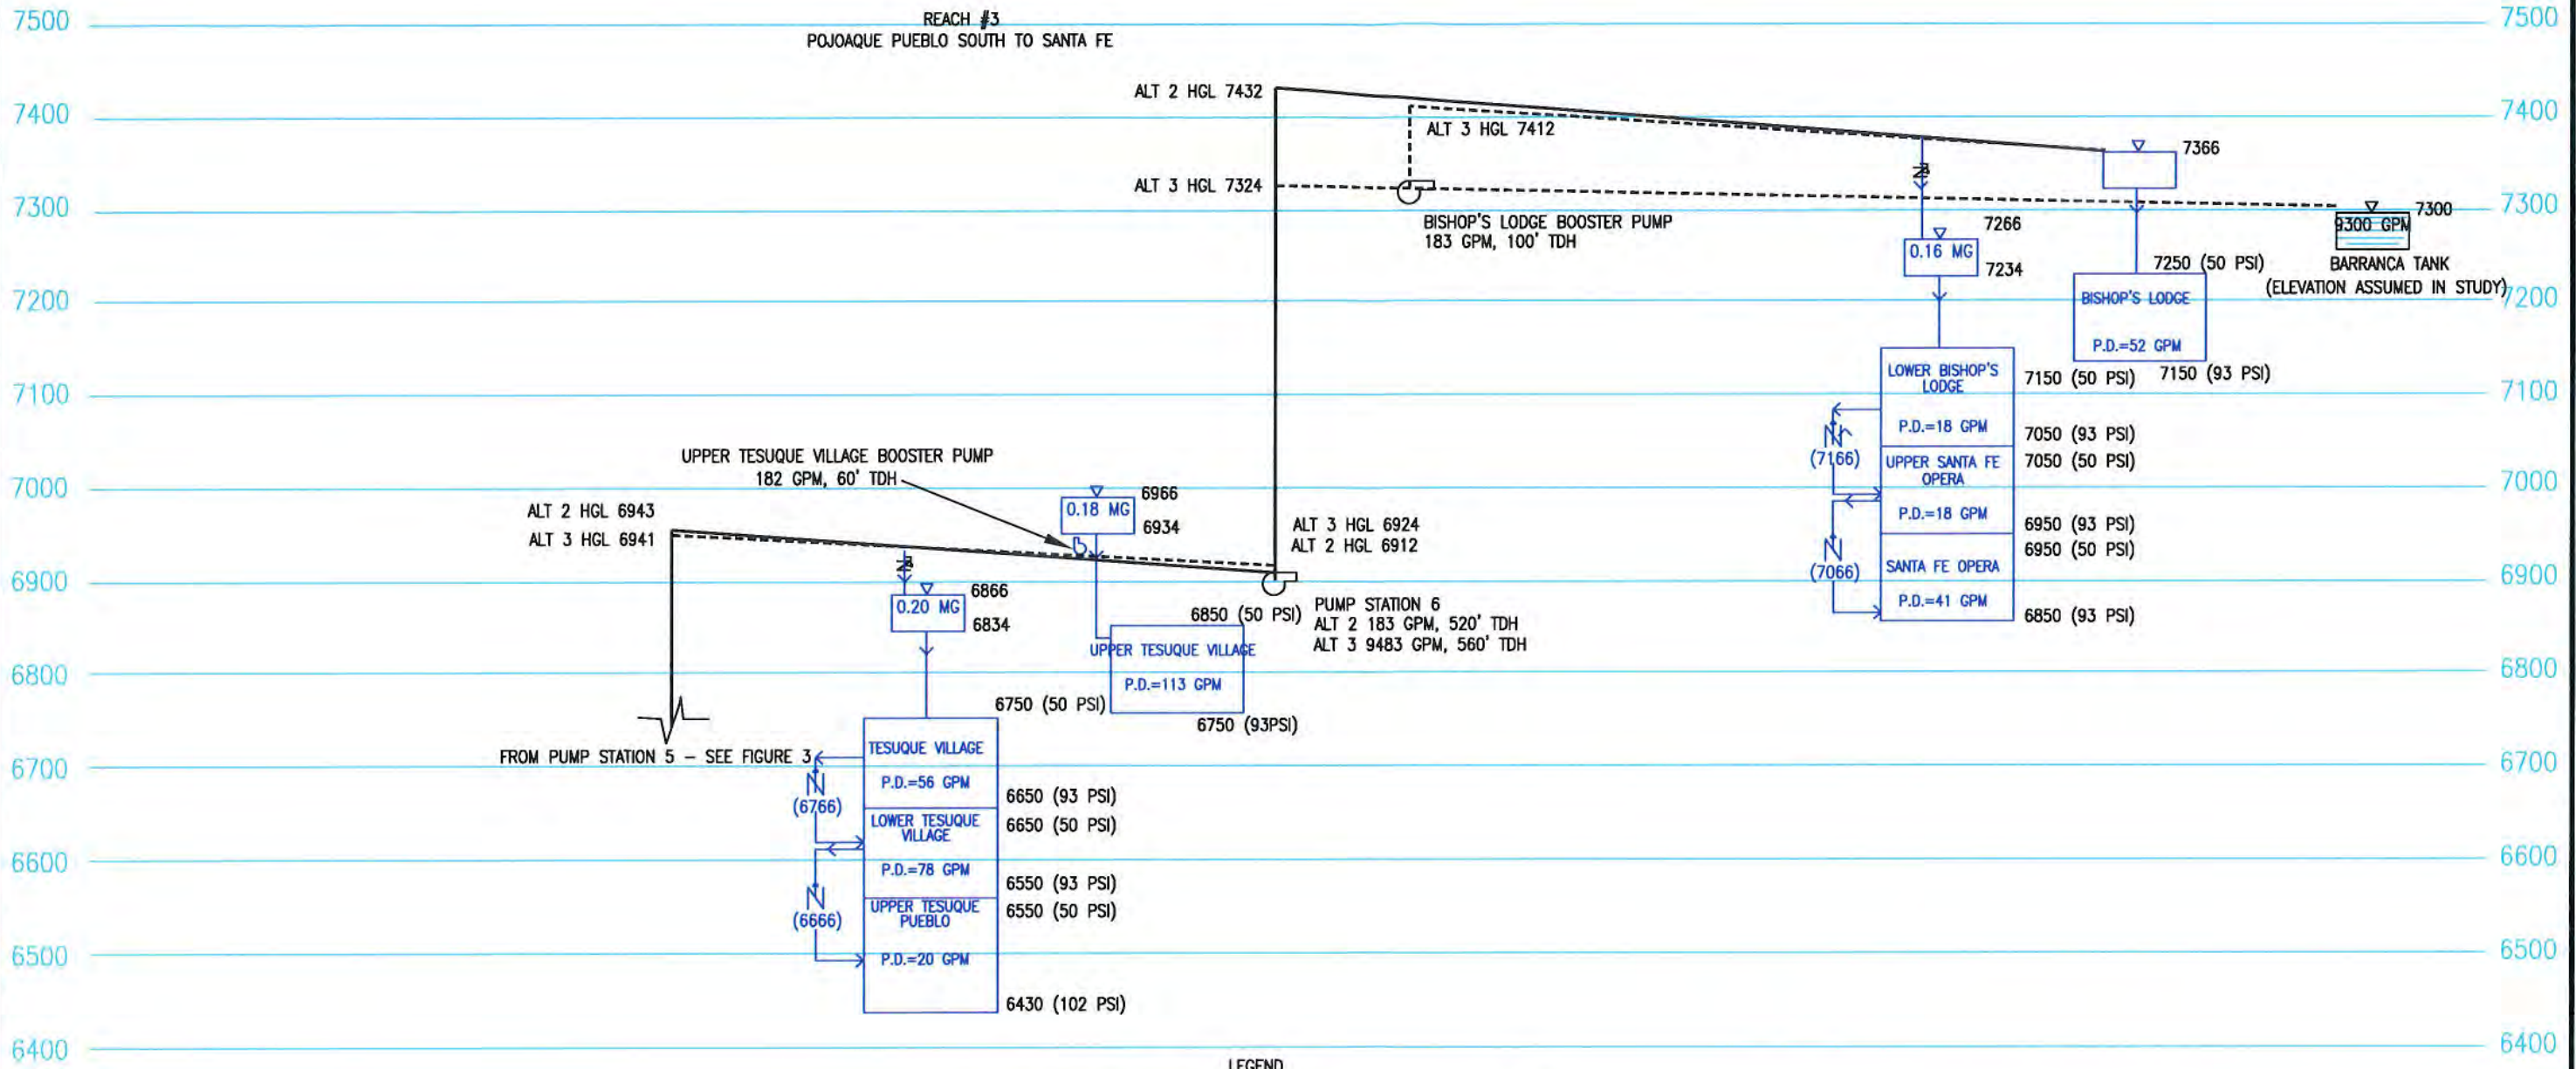 REACH #3
POJOAQUE PUEBLO SOUTH TO SANTA FE
7500
7500
7400
7400
7300
7300
7200
7200
7100
7100
7000
7000
6900
6900
6800
6800
6700
6700
6600
6600
6500
6500
6400
6400
ALT 2 HGL 7432
ALT 3 HGL 7412
ALT 3 HGL 7324
BISHOP'S LODGE BOOSTER PUMP
183 GPM, 100' TDH
7366
7300
9300 GPM
BARRANCA TANK
(ELEVATION ASSUMED IN STUDY)
7266
0.16 MG
7234
7250 (50 PSI)
BISHOP'S LODGE
P.D.=52 GPM
7150 (93 PSI)
LOWER BISHOP'S
LODGE
7150 (50 PSI)
P.D.=18 GPM
7050 (93 PSI)
(7166)
UPPER SANTA FE
OPERA
7050 (50 PSI)
P.D.=18 GPM
6950 (93 PSI)
6950 (50 PSI)
(7066)
SANTA FE OPERA
P.D.=41 GPM
6850 (93 PSI)
UPPER TESUQUE VILLAGE BOOSTER PUMP
182 GPM, 60' TDH
ALT 2 HGL 6943
ALT 3 HGL 6941
6966
0.18 MG
6934
ALT 3 HGL 6924
ALT 2 HGL 6912
6866
0.20 MG
6834
6850 (50 PSI)
PUMP STATION 6
ALT 2 183 GPM, 520' TDH
ALT 3 9483 GPM, 560' TDH
UPPER TESUQUE VILLAGE
P.D.=113 GPM
6750 (93PSI)
6750 (50 PSI)
FROM PUMP STATION 5 - SEE FIGURE 3
TESUQUE VILLAGE
P.D.=56 GPM
6650 (93 PSI)
(6766)
LOWER TESUQUE
VILLAGE
6650 (50 PSI)
P.D.=78 GPM
6550 (93 PSI)
(6666)
UPPER TESUQUE
PUEBLO
6550 (50 PSI)
P.D.=20 GPM
6430 (102 PSI)
LEGEND